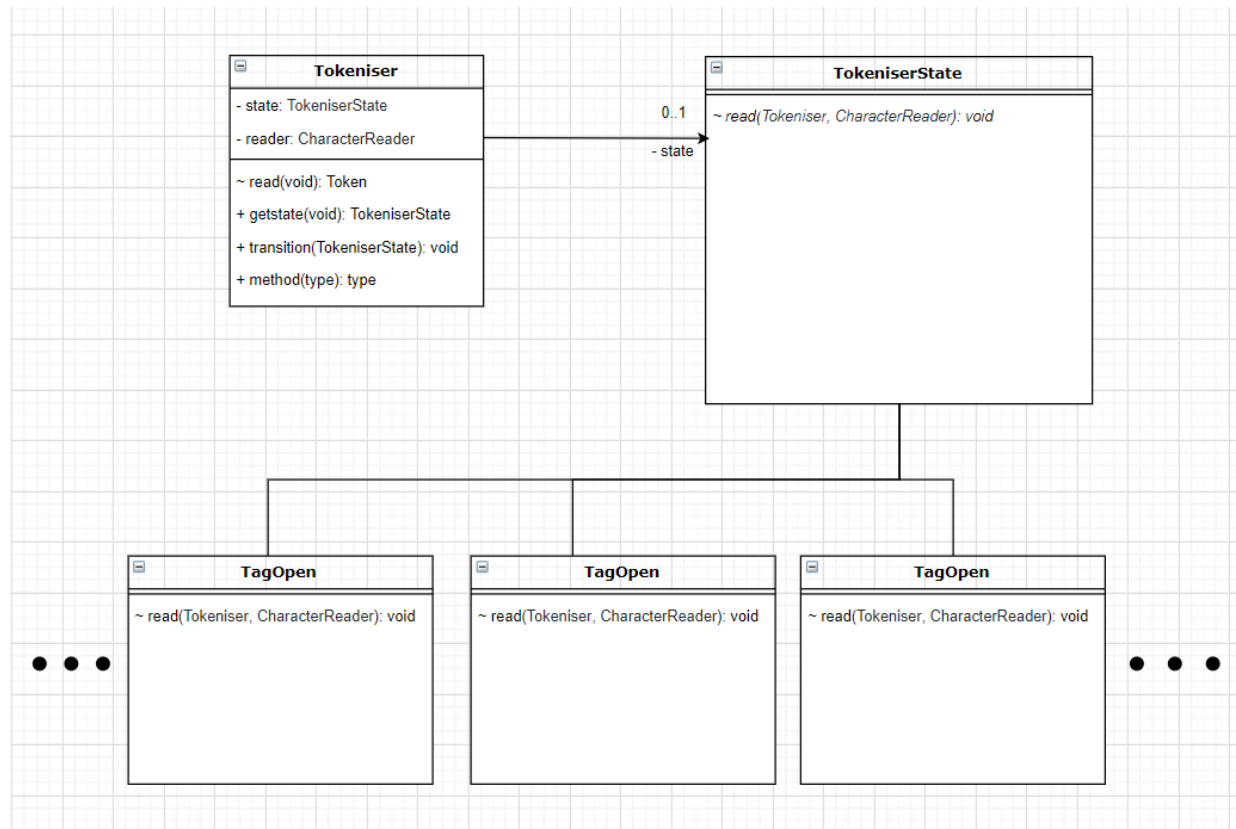 Tokeniser
- state: TokeniserState
- reader: CharacterReader
~ read(void): Token
+ getstate(void): TokeniserState
+ transition(TokeniserState): void
+ method(type): type
0..1
- state
TokeniserState
~ read(Tokeniser, CharacterReader): void
TagOpen
~ read(Tokeniser, CharacterReader): void
TagOpen
~ read(Tokeniser, CharacterReader): void
TagOpen
~ read(Tokeniser, CharacterReader): void